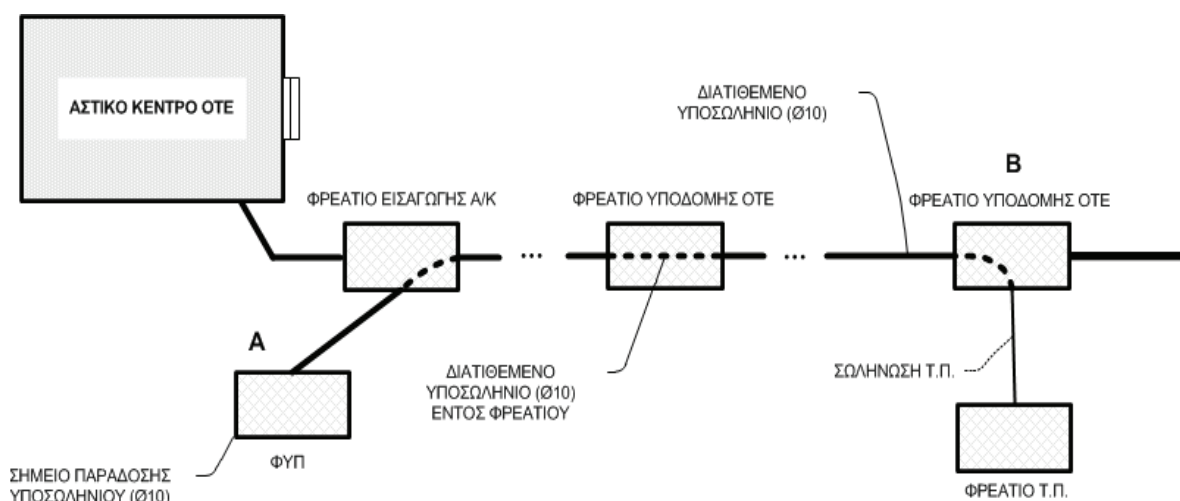 ΑΣΤΙΚΟ ΚΕΝΤΡΟ ΟΤΕ
ΔΙΑΤΙΘΕΜΕΝΟ
ΥΠΟΣΩΛΗΝΙΟ (Ø10)
B
ΦΡΕΑΤΙΟ ΕΙΣΑΓΩΓΗΣ Α/Κ
ΦΡΕΑΤΙΟ ΥΠΟΔΟΜΗΣ ΟΤΕ
ΦΡΕΑΤΙΟ ΥΠΟΔΟΜΗΣ ΟΤΕ
...
...
A
ΔΙΑΤΙΘΕΜΕΝΟ
ΥΠΟΣΩΛΗΝΙΟ (Ø10)
ΕΝΤΟΣ ΦΡΕΑΤΙΟΥ
ΣΩΛΗΝΩΣΗ Τ.Π.
ΦΥΠ
ΣΗΜΕΙΟ ΠΑΡΑΔΟΣΗΣ
ΥΠΟΣΩΛΗΝΙΟΥ (Ø10)
ΦΡΕΑΤΙΟ Τ.Π.